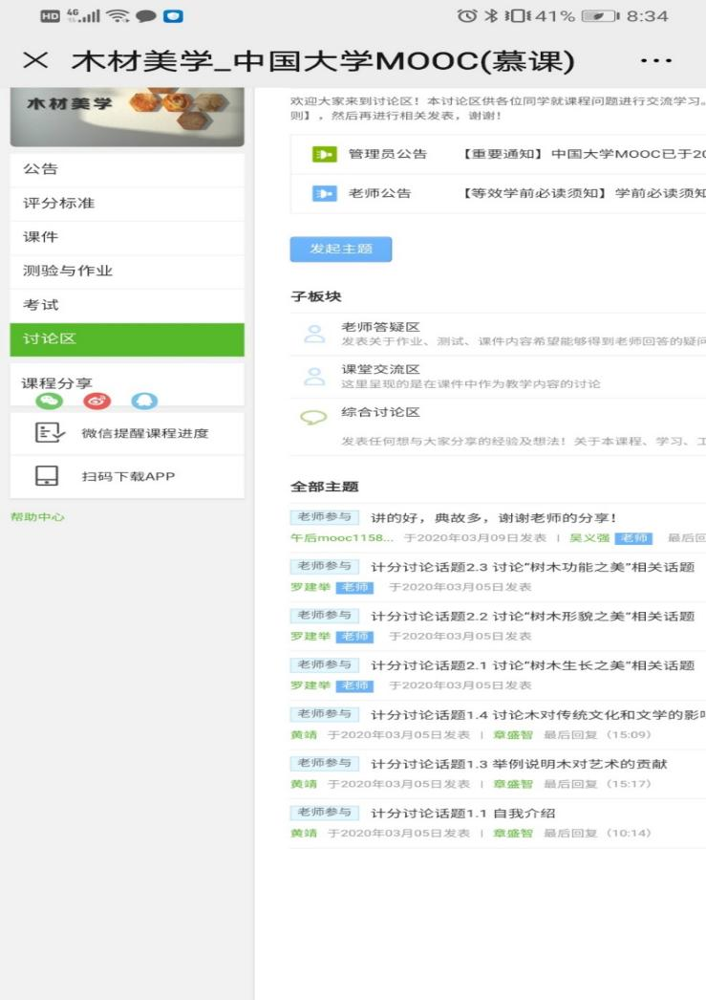 HD 4G 41% 8:34
木材美学_中国大学MOOC(慕课) ...
木材美学
公告
评分标准
课件
测验与作业
考试
讨论区
课程分享
微信提醒课程进度
扫码下载APP
帮助中心
欢迎大家来到讨论区！本讨论区供各位同学就课程问题进行交流学习。
则】，然后再进行相关发表，谢谢！
管理员公告 【重要通知】中国大学MOOC已于20
老师公告 【等效学前必读须知】学前必读须知
发起主题
子板块
老师答疑区
发表关于作业、测试、课件内容希望能够得到老师回答的疑问
课堂交流区
这里呈现的是在课件中作为教学内容的讨论
综合讨论区
发表任何想与大家分享的经验及想法！关于本课程、学习、工
全部主题
老师参与 讲的好，典故多，谢谢老师的分享！
午后mooc1158... 于2020年03月09日发表 | 吴义强 老师 最后回
老师参与 计分讨论话题2.3 讨论“树木功能之美”相关话题
罗建举 老师 于2020年03月05日发表
老师参与 计分讨论话题2.2 讨论“树木形貌之美”相关话题
罗建举 老师 于2020年03月05日发表
老师参与 计分讨论话题2.1 讨论“树木生长之美”相关话题
罗建举 老师 于2020年03月05日发表
老师参与 计分讨论话题1.4 讨论木对传统文化和文学的影响
黄靖 于2020年03月05日发表 | 章盛智 最后回复（15:09）
老师参与 计分讨论话题1.3 举例说明木对艺术的贡献
黄靖 于2020年03月05日发表 | 章盛智 最后回复（15:17）
老师参与 计分讨论话题1.1 自我介绍
黄靖 于2020年03月05日发表 | 章盛智 最后回复（10:14）